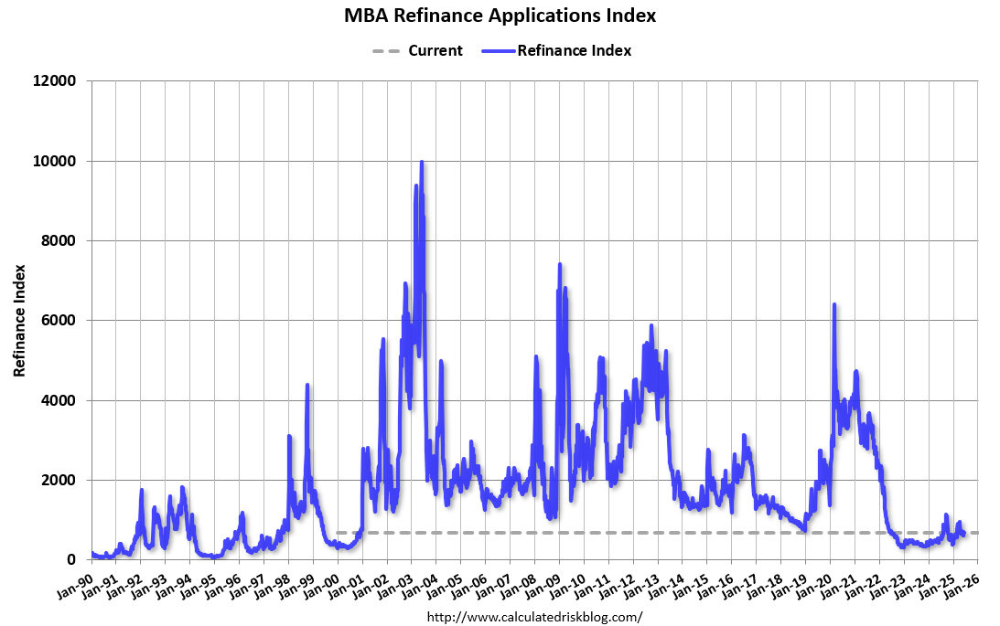 MBA Refinance Applications Index
Current Refinance Index
12000
10000
8000
6000
4000
2000
0
Refinance Index
Jan-90 Jan-91 Jan-92 Jan-93 Jan-94 Jan-95 Jan-96 Jan-97 Jan-98 Jan-99 Jan-00 Jan-01 Jan-02 Jan-03 Jan-04 Jan-05 Jan-06 Jan-07 Jan-08 Jan-09 Jan-10 Jan-11 Jan-12 Jan-13 Jan-14 Jan-15 Jan-16 Jan-17 Jan-18 Jan-19 Jan-20 Jan-21 Jan-22 Jan-23 Jan-24 Jan-25 Jan-26
http://www.calculatedriskblog.com/